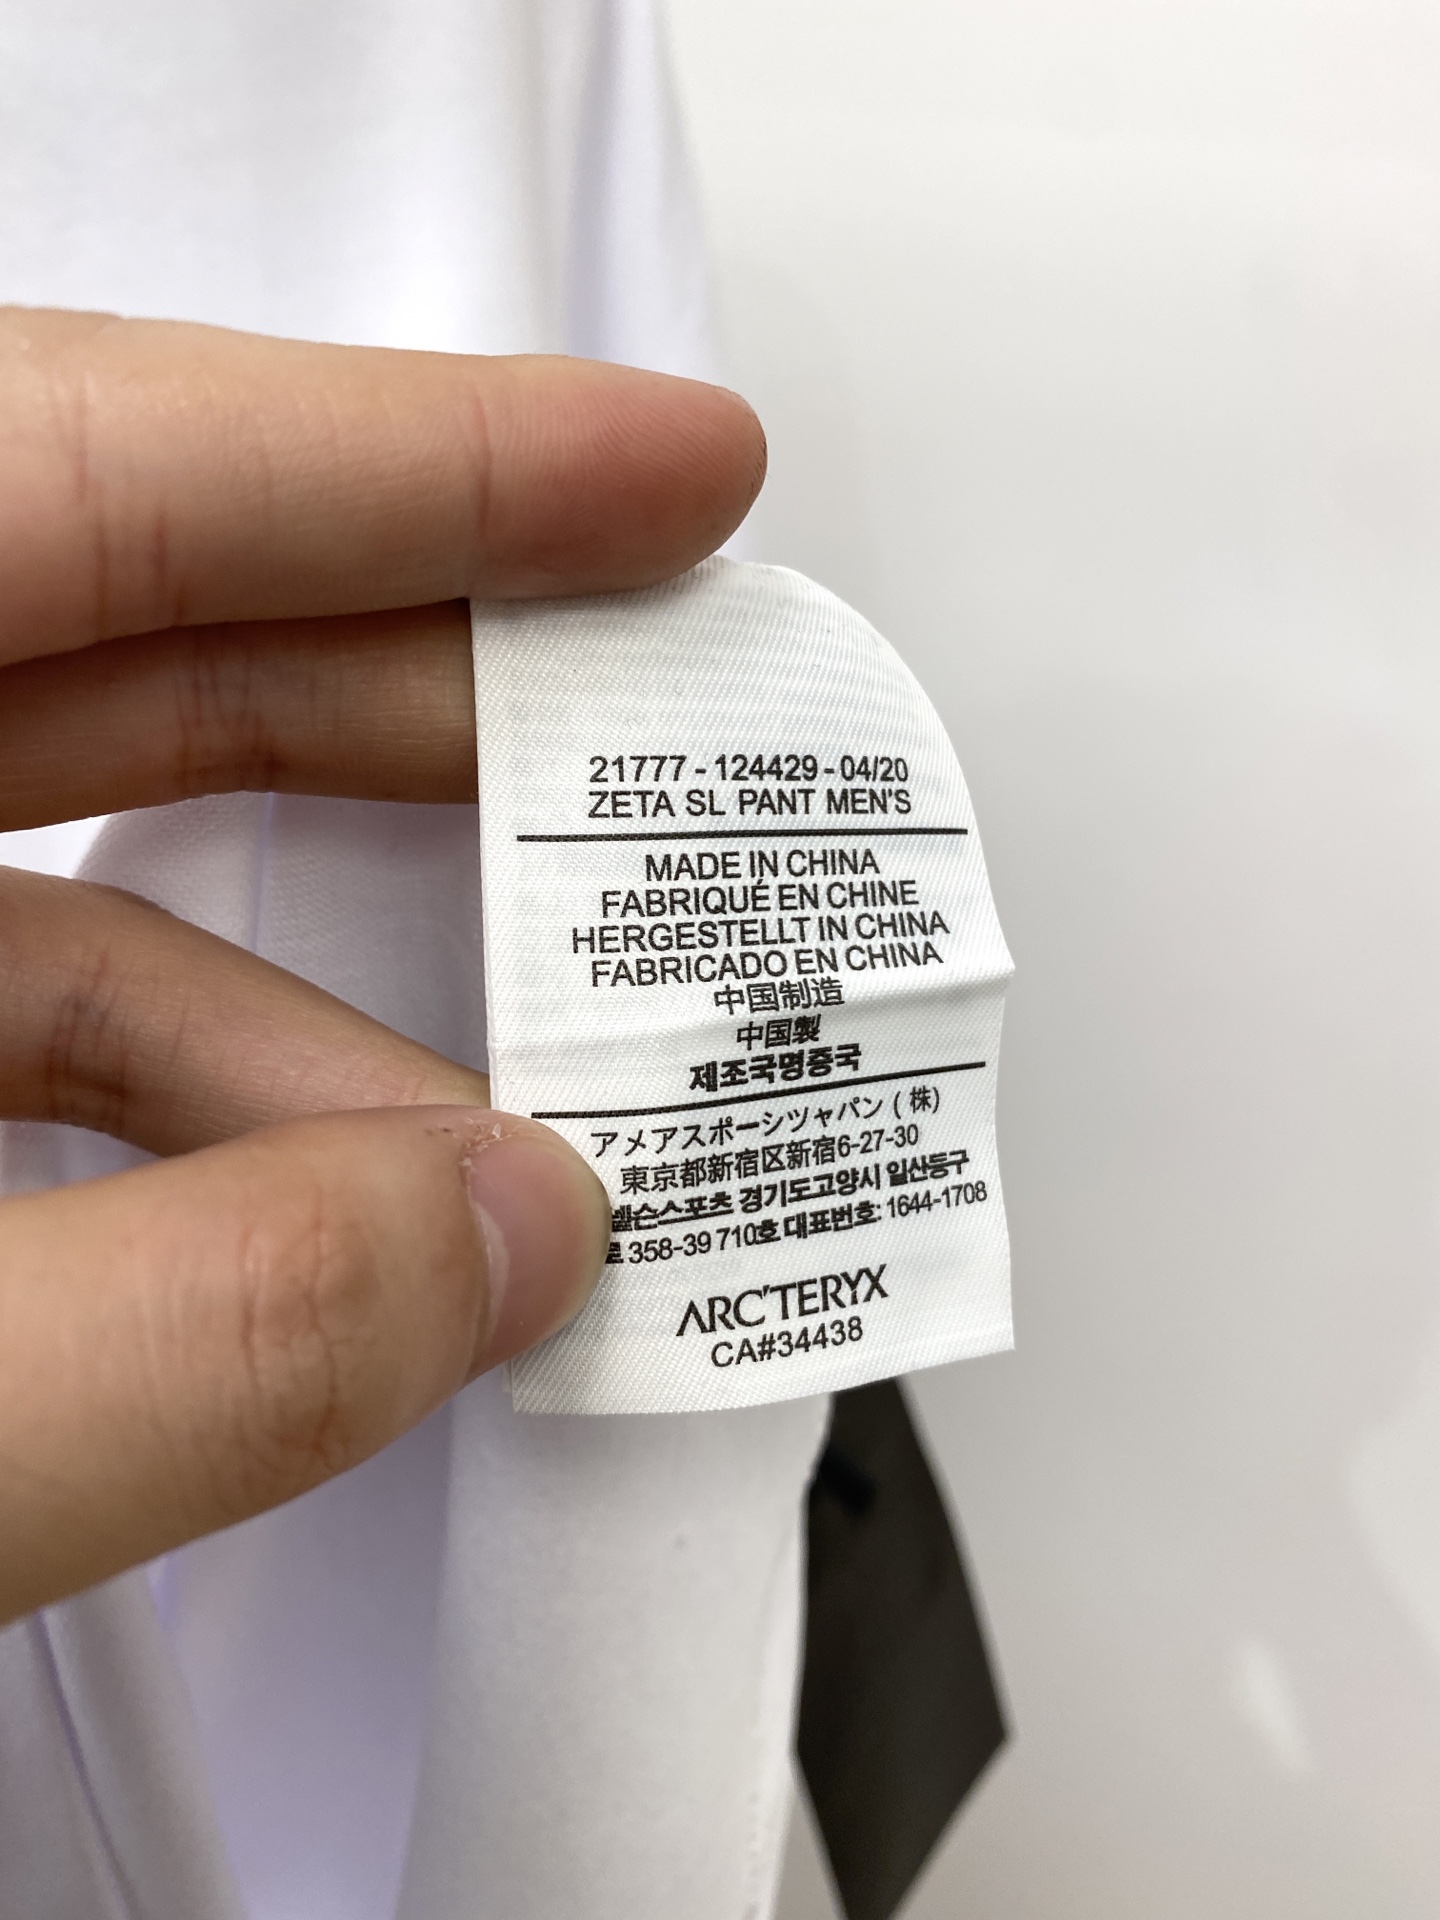 21777 - 124429 - 04/20
ZETA SL PANT MEN'S
MADE IN CHINA
FABRIQUÉ EN CHINE
HERGESTELLT IN CHINA
FABRICADO EN CHINA
中国制造
中国製
제조국명중국
アメアスポーシツャパン ( 株)
東京都新宿区新宿6-27-30
넬슨스포츠 경기도고양시 일산동구
로 358-39 710호 대표번호: 1644-1708
ARC'TERYX
CA#34438